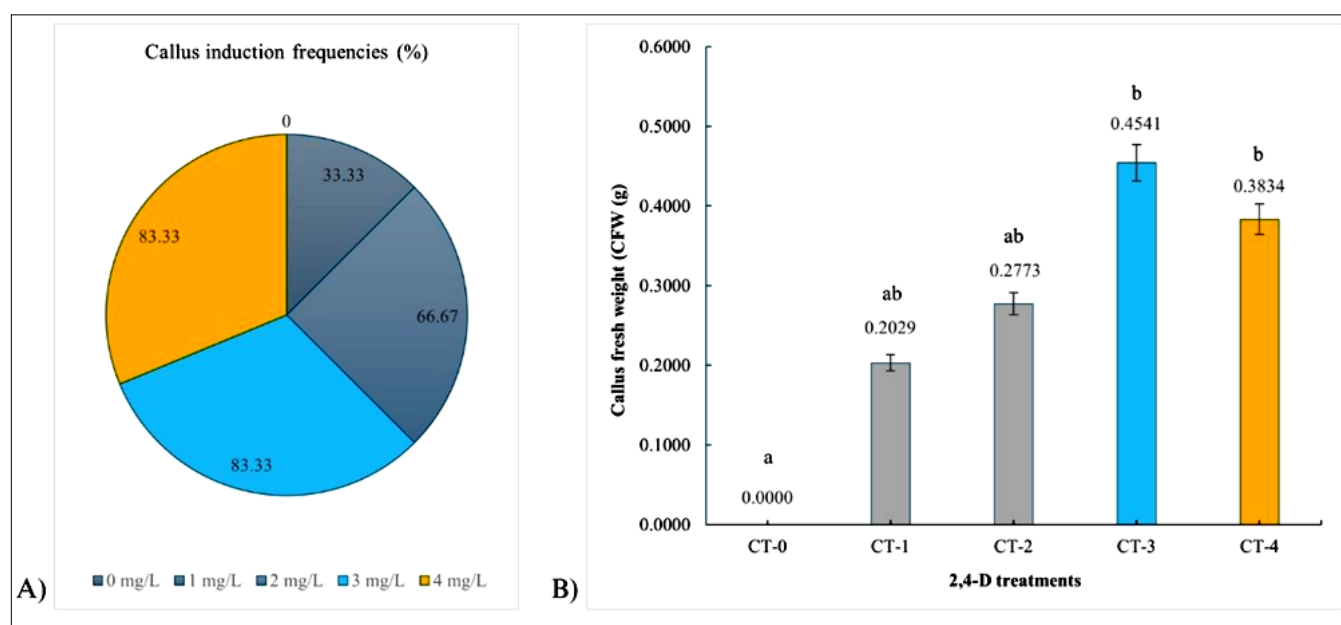 Callus induction frequencies (%)
0
33.33
66.67
83.33
83.33
0 mg/L 1 mg/L 2 mg/L 3 mg/L 4 mg/L
A)
Callus fresh weight (CFW (g)
0.6000
0.5000
0.4000
0.3000
0.2000
0.1000
0.0000
a
0.0000
ab
0.2029
ab
0.2773
b
0.4541
b
0.3834
CT-0 CT-1 CT-2 CT-3 CT-4
2,4-D treatments
B)